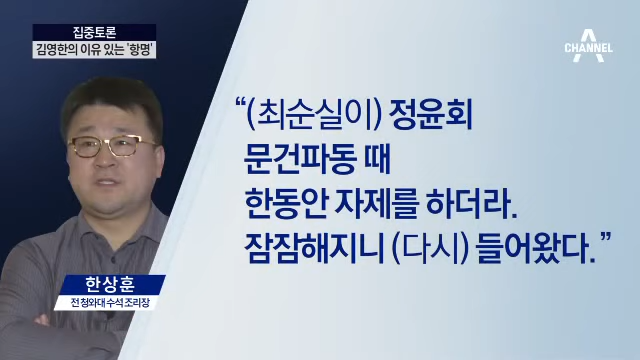 집중토론
김영한의 이유 있는 '항명'
CHANNEL A
“(최순실이) 정윤회
문건파동 때
한동안 자제를 하더라.
잠잠해지니 (다시) 들어왔다.”
한상훈
전 청와대 수석 조리장